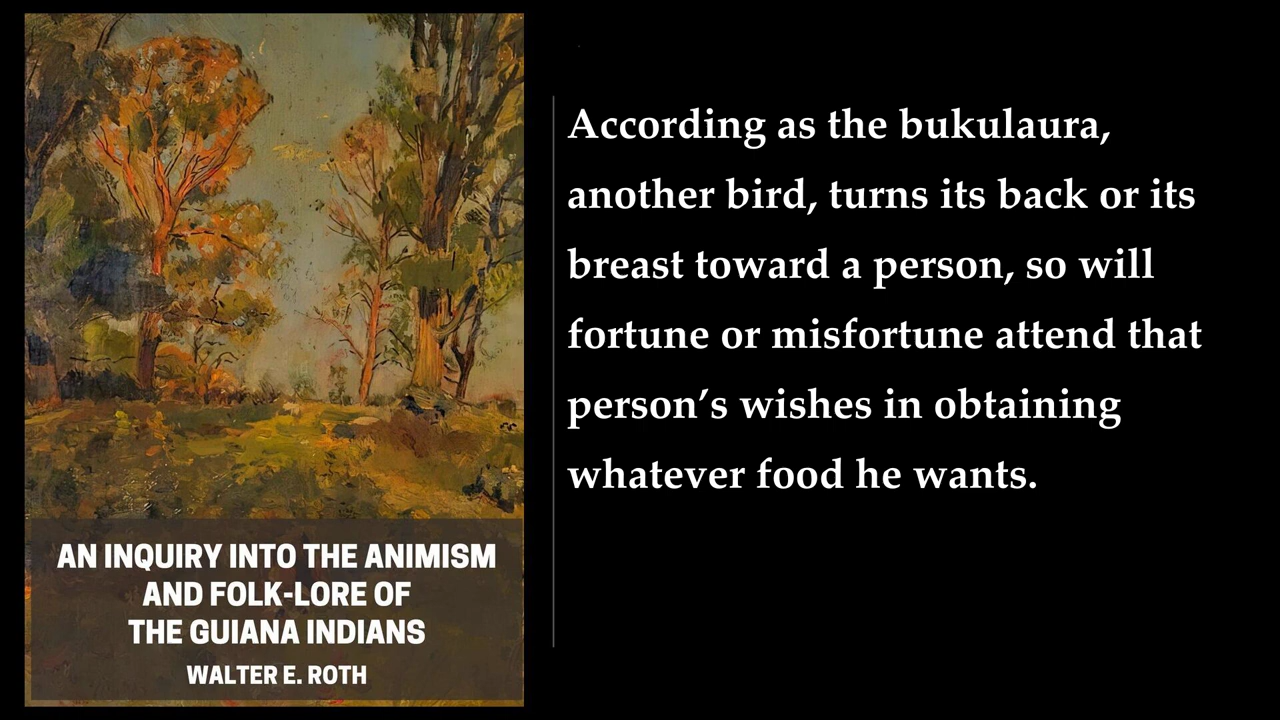 According as the bukulaura,
another bird, turns its back or its
breast toward a person, so will
fortune or misfortune attend that
person’s wishes in obtaining
whatever food he wants.
AN INQUIRY INTO THE ANIMISM
AND FOLK-LORE OF
THE GUIANA INDIANS
WALTER E. ROTH